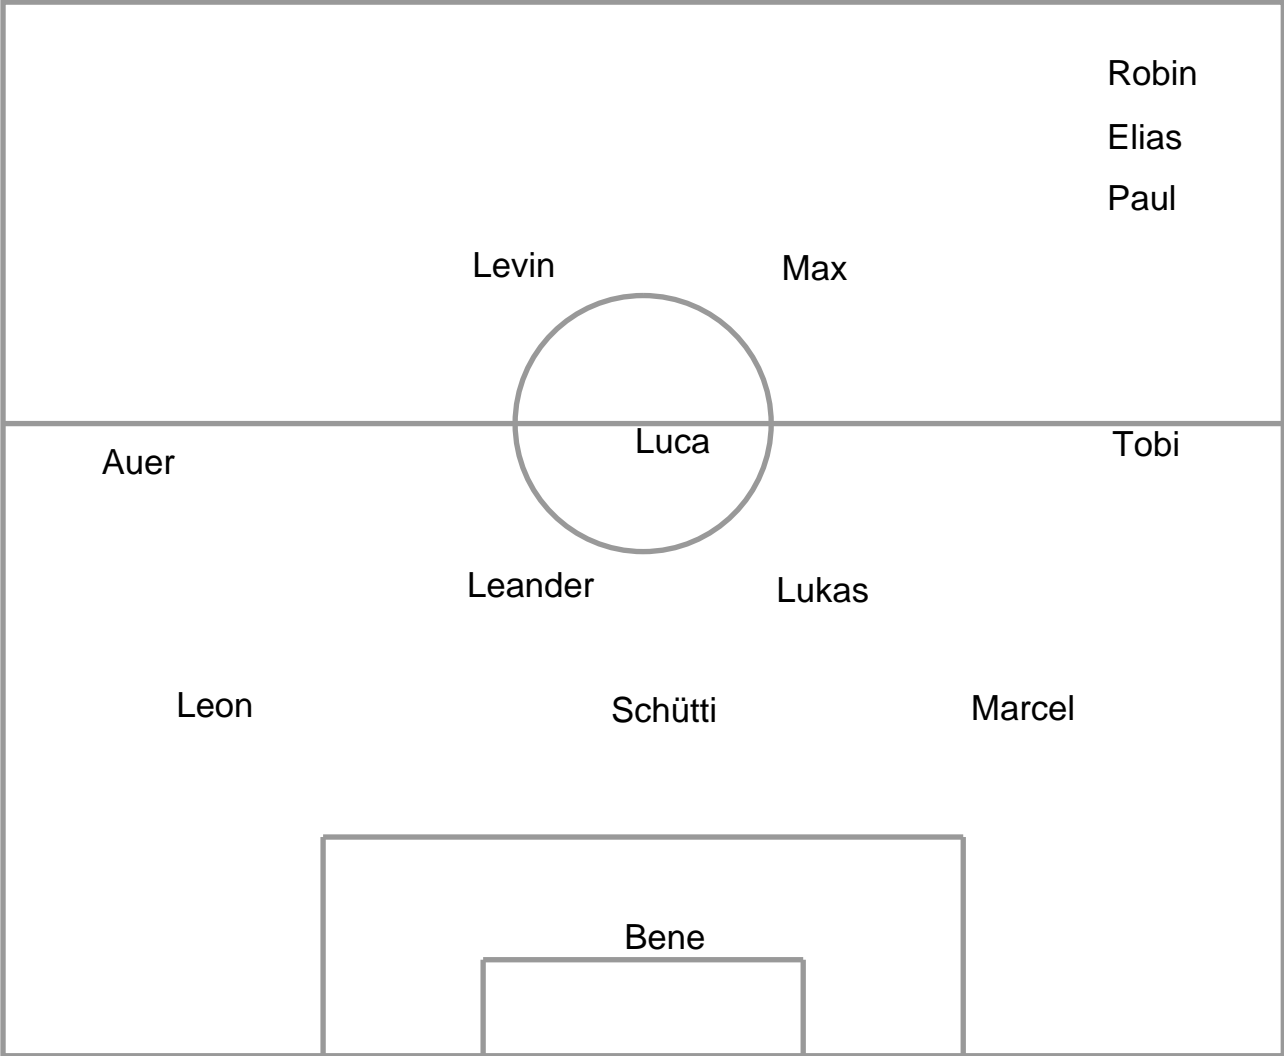 Robin
Elias
Paul
Levin Max
Auer Luca Tobi
Leander Lukas
Leon Schütti Marcel
Bene